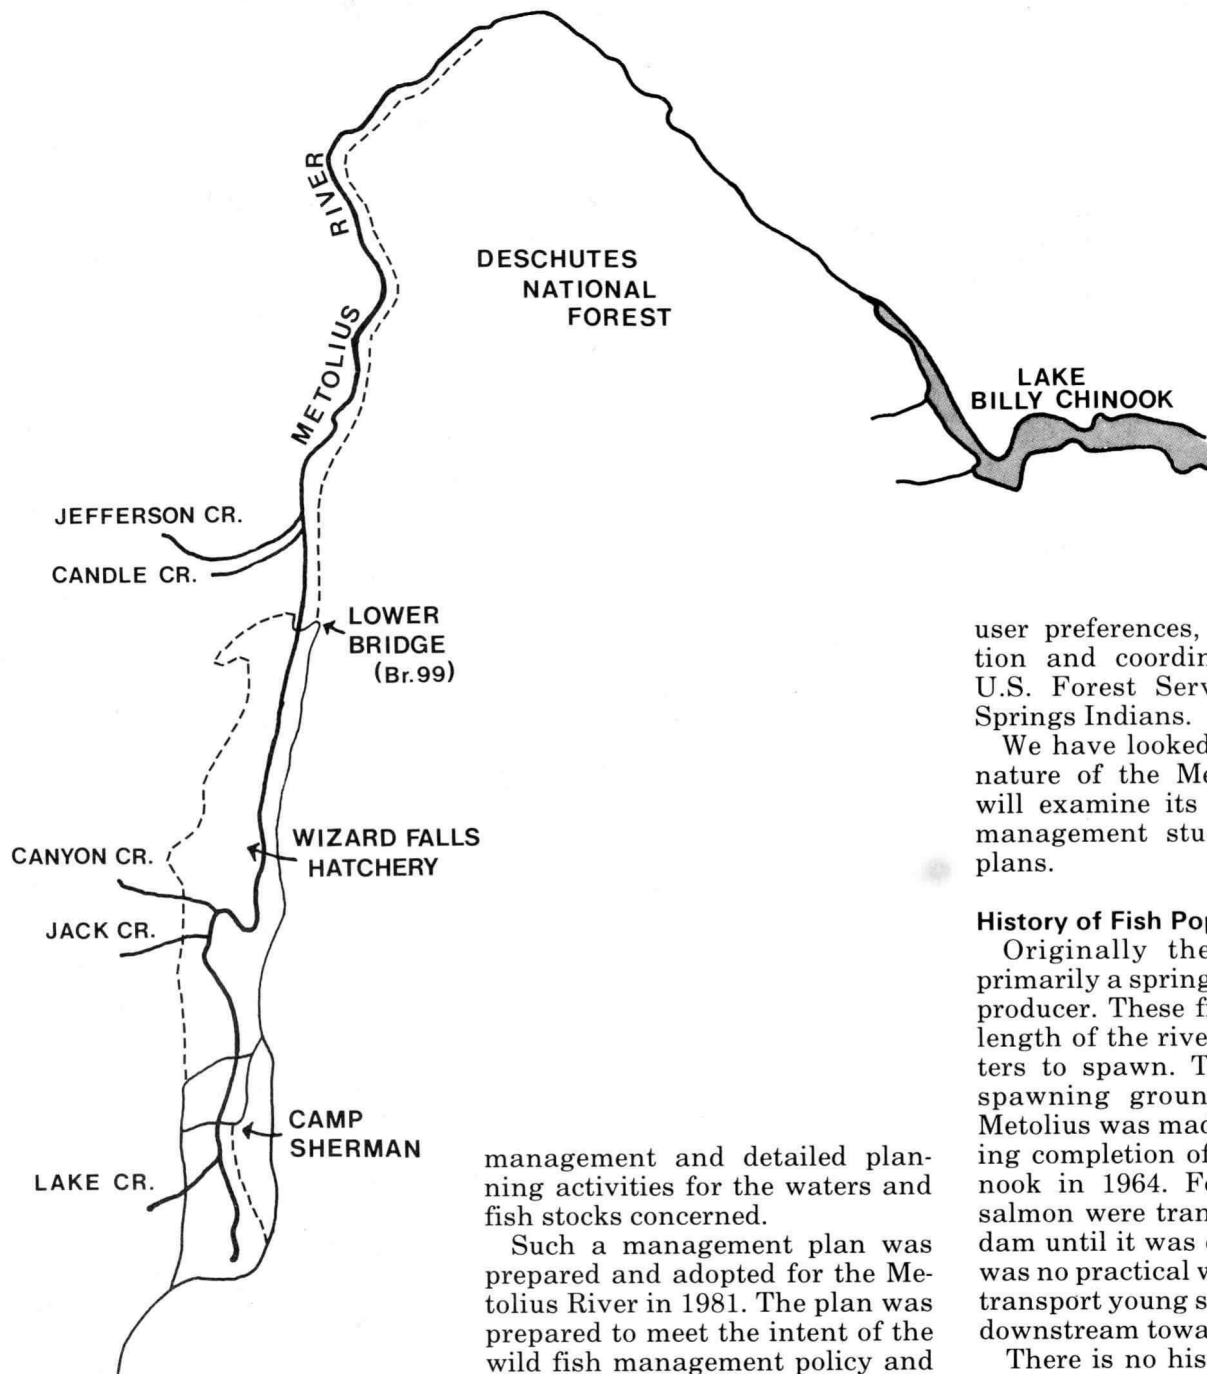 METOLIUS RIVER
DESCHUTES
NATIONAL
FOREST
LAKE
BILLY CHINOOK
JEFFERSON CR.
CANDLE CR.
LOWER
BRIDGE
(Br.99)
WIZARD FALLS
HATCHERY
CANYON CR.
JACK CR.
CAMP
SHERMAN
LAKE CR.
management and detailed plan-
ning activities for the waters and
fish stocks concerned.
Such a management plan was
prepared and adopted for the Me-
tolius River in 1981. The plan was
prepared to meet the intent of the
wild fish management policy and
user preferences,
tion and coordin
U.S. Forest Serv
Springs Indians.
We have looked
nature of the Me
will examine its
management stu
plans.
History of Fish Pop
Originally the
primarily a spring
producer. These f
length of the rive
ters to spawn. T
spawning groun
Metolius was mad
ing completion of
nook in 1964. Fo
salmon were tran
dam until it was
was no practical
transport young s
downstream towa
There is no his